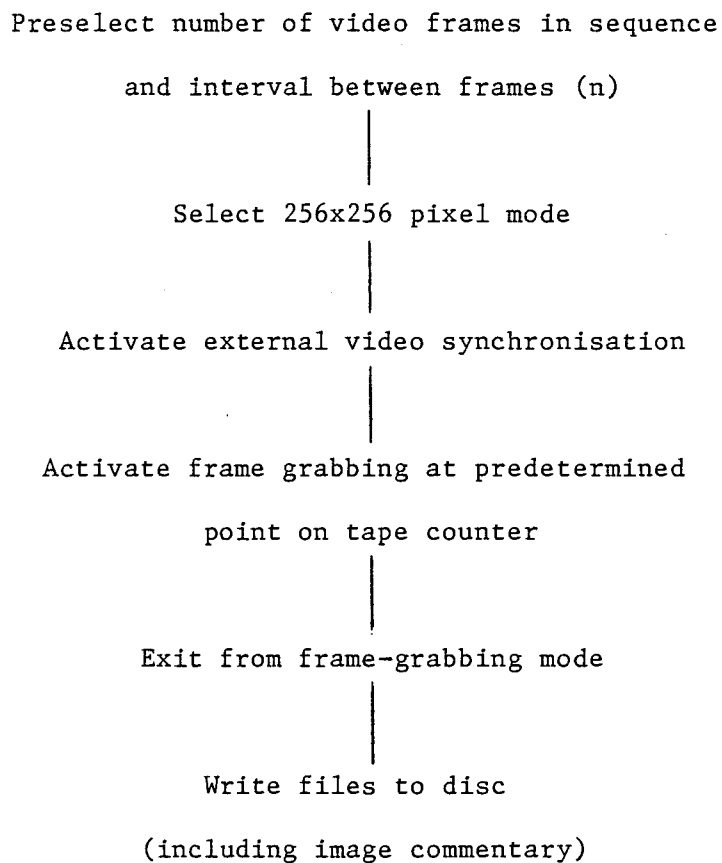 Preselect number of video frames in sequence
and interval between frames (n)
Select 256x256 pixel mode
Activate external video synchronisation
Activate frame grabbing at predetermined
point on tape counter
Exit from frame-grabbing mode
Write files to disc
(including image commentary)